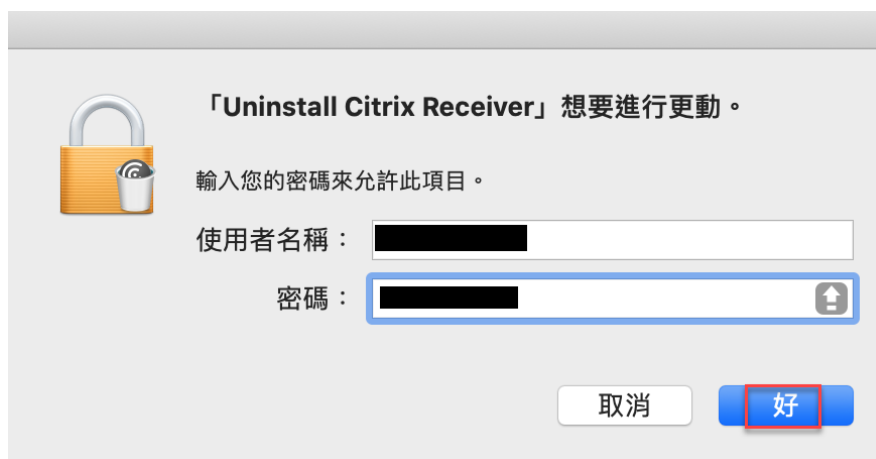 「Uninstall Citrix Receiver」想要進行更動。
輸入您的密碼來允許此項目。
使用者名稱：
密碼：
取消
好